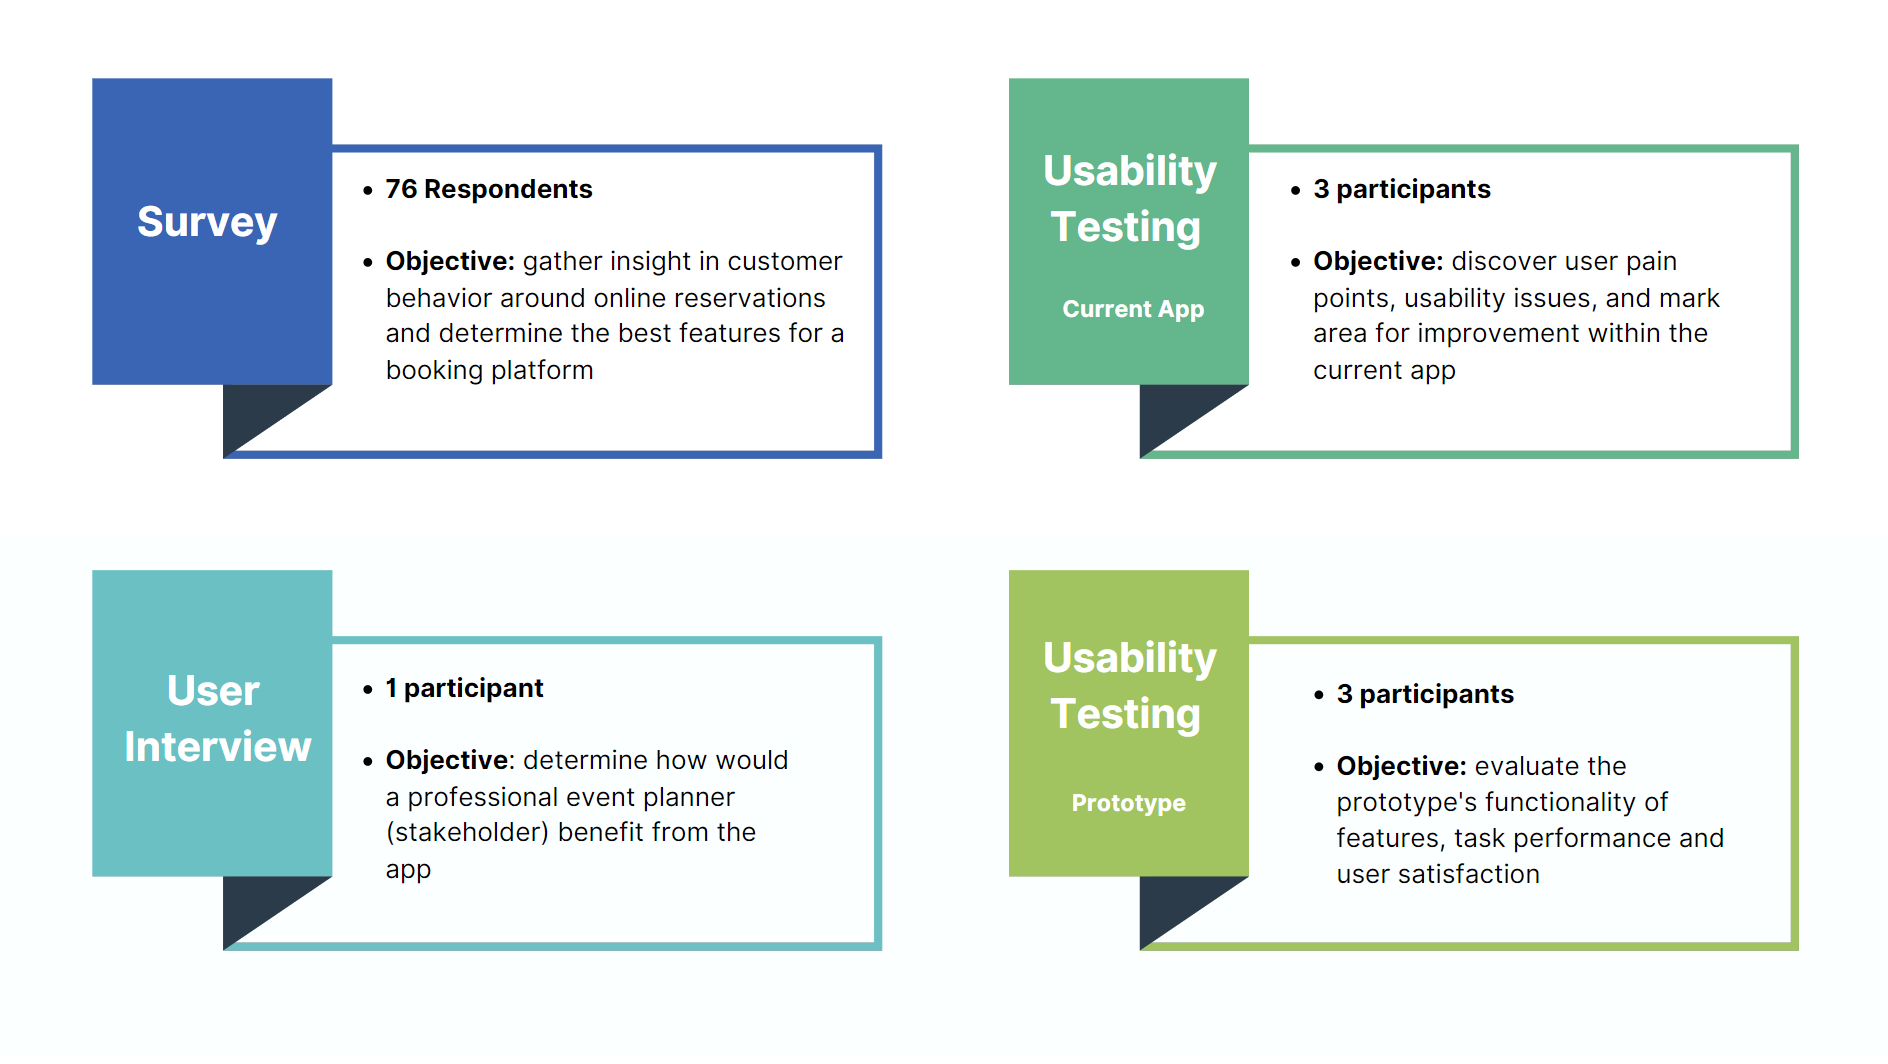 Survey
• 76 Respondents
• Objective: gather insight in customer
behavior around online reservations
and determine the best features for a
booking platform
Usability
Testing
Current App
• 3 participants
• Objective: discover user pain
points, usability issues, and mark
area for improvement within the
current app
User
Interview
• 1 participant
• Objective: determine how would
a professional event planner
(stakeholder) benefit from the
app
Usability
Testing
Prototype
• 3 participants
• Objective: evaluate the
prototype's functionality of
features, task performance and
user satisfaction